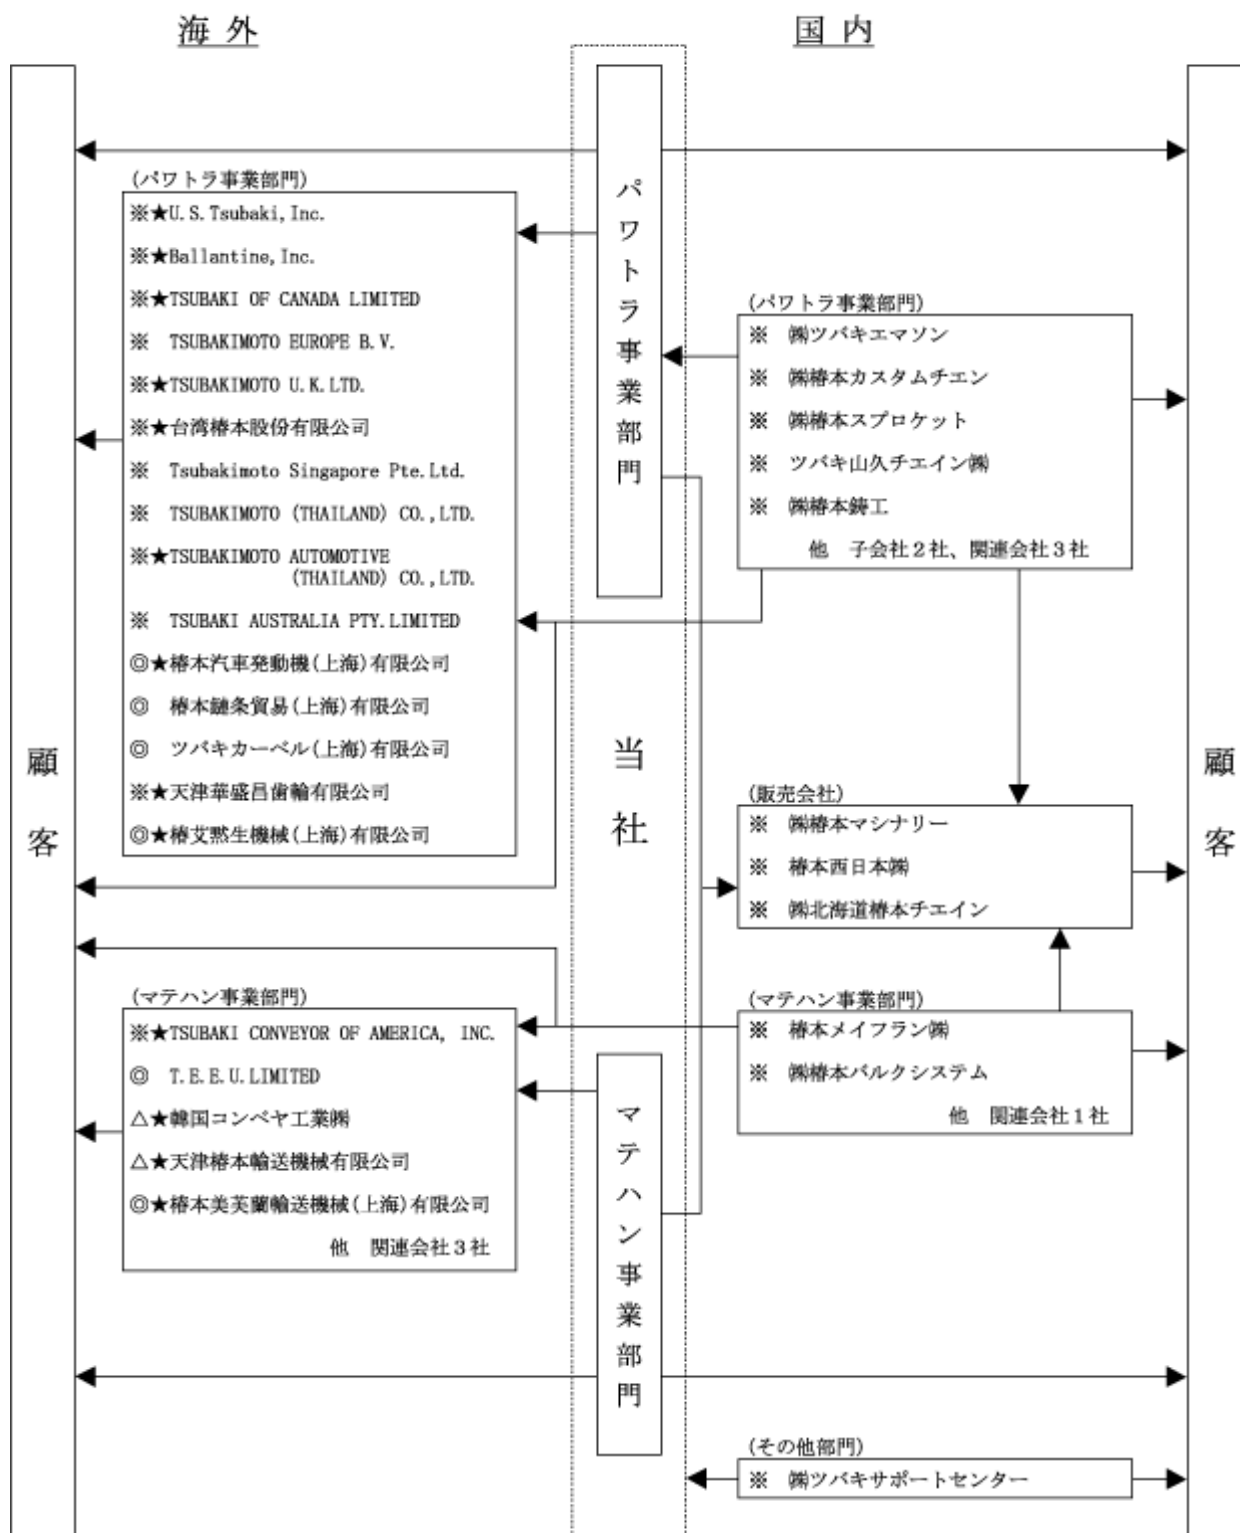 海 外
国 内
顧客
(パワトラ事業部門)
※★U.S.Tsubaki,Inc.
※★Ballantine,Inc.
※★TSUBAKI OF CANADA LIMITED
※ TSUBAKIMOTO EUROPE B.V.
※★TSUBAKIMOTO U.K.LTD.
※★台湾椿本股份有限公司
※ Tsubakimoto Singapore Pte.Ltd.
※ TSUBAKIMOTO (THAILAND) CO.,LTD.
※★TSUBAKIMOTO AUTOMOTIVE
(THAILAND) CO.,LTD.
※ TSUBAKI AUSTRALIA PTY.LIMITED
◎★椿本汽車発動機(上海)有限公司
◎ 椿本鏈条貿易(上海)有限公司
◎ ツバキカーベル(上海)有限公司
※★天津華盛昌歯輪有限公司
◎★椿艾黙生機械(上海)有限公司
(マテハン事業部門)
※★TSUBAKI CONVEYOR OF AMERICA, INC.
◎ T.E.E.U.LIMITED
△★韓国コンベヤ工業㈱
△★天津椿本輸送機械有限公司
◎★椿本美芙蘭輸送機械(上海)有限公司
他 関連会社3社
パワトラ事業部門
当社
マテハン事業部門
(パワトラ事業部門)
※ ㈱ツバキエマソン
※ ㈱椿本カスタムチエン
※ ㈱椿本スプロケット
※ ツバキ山久チエイン㈱
※ ㈱椿本鋳工
他 子会社2社、関連会社3社
(販売会社)
※ ㈱椿本マシナリー
※ 椿本西日本㈱
※ ㈱北海道椿本チエイン
(マテハン事業部門)
※ 椿本メイフラン㈱
※ ㈱椿本バルクシステム
他 関連会社1社
(その他部門)
※ ㈱ツバキサポートセンター
顧客